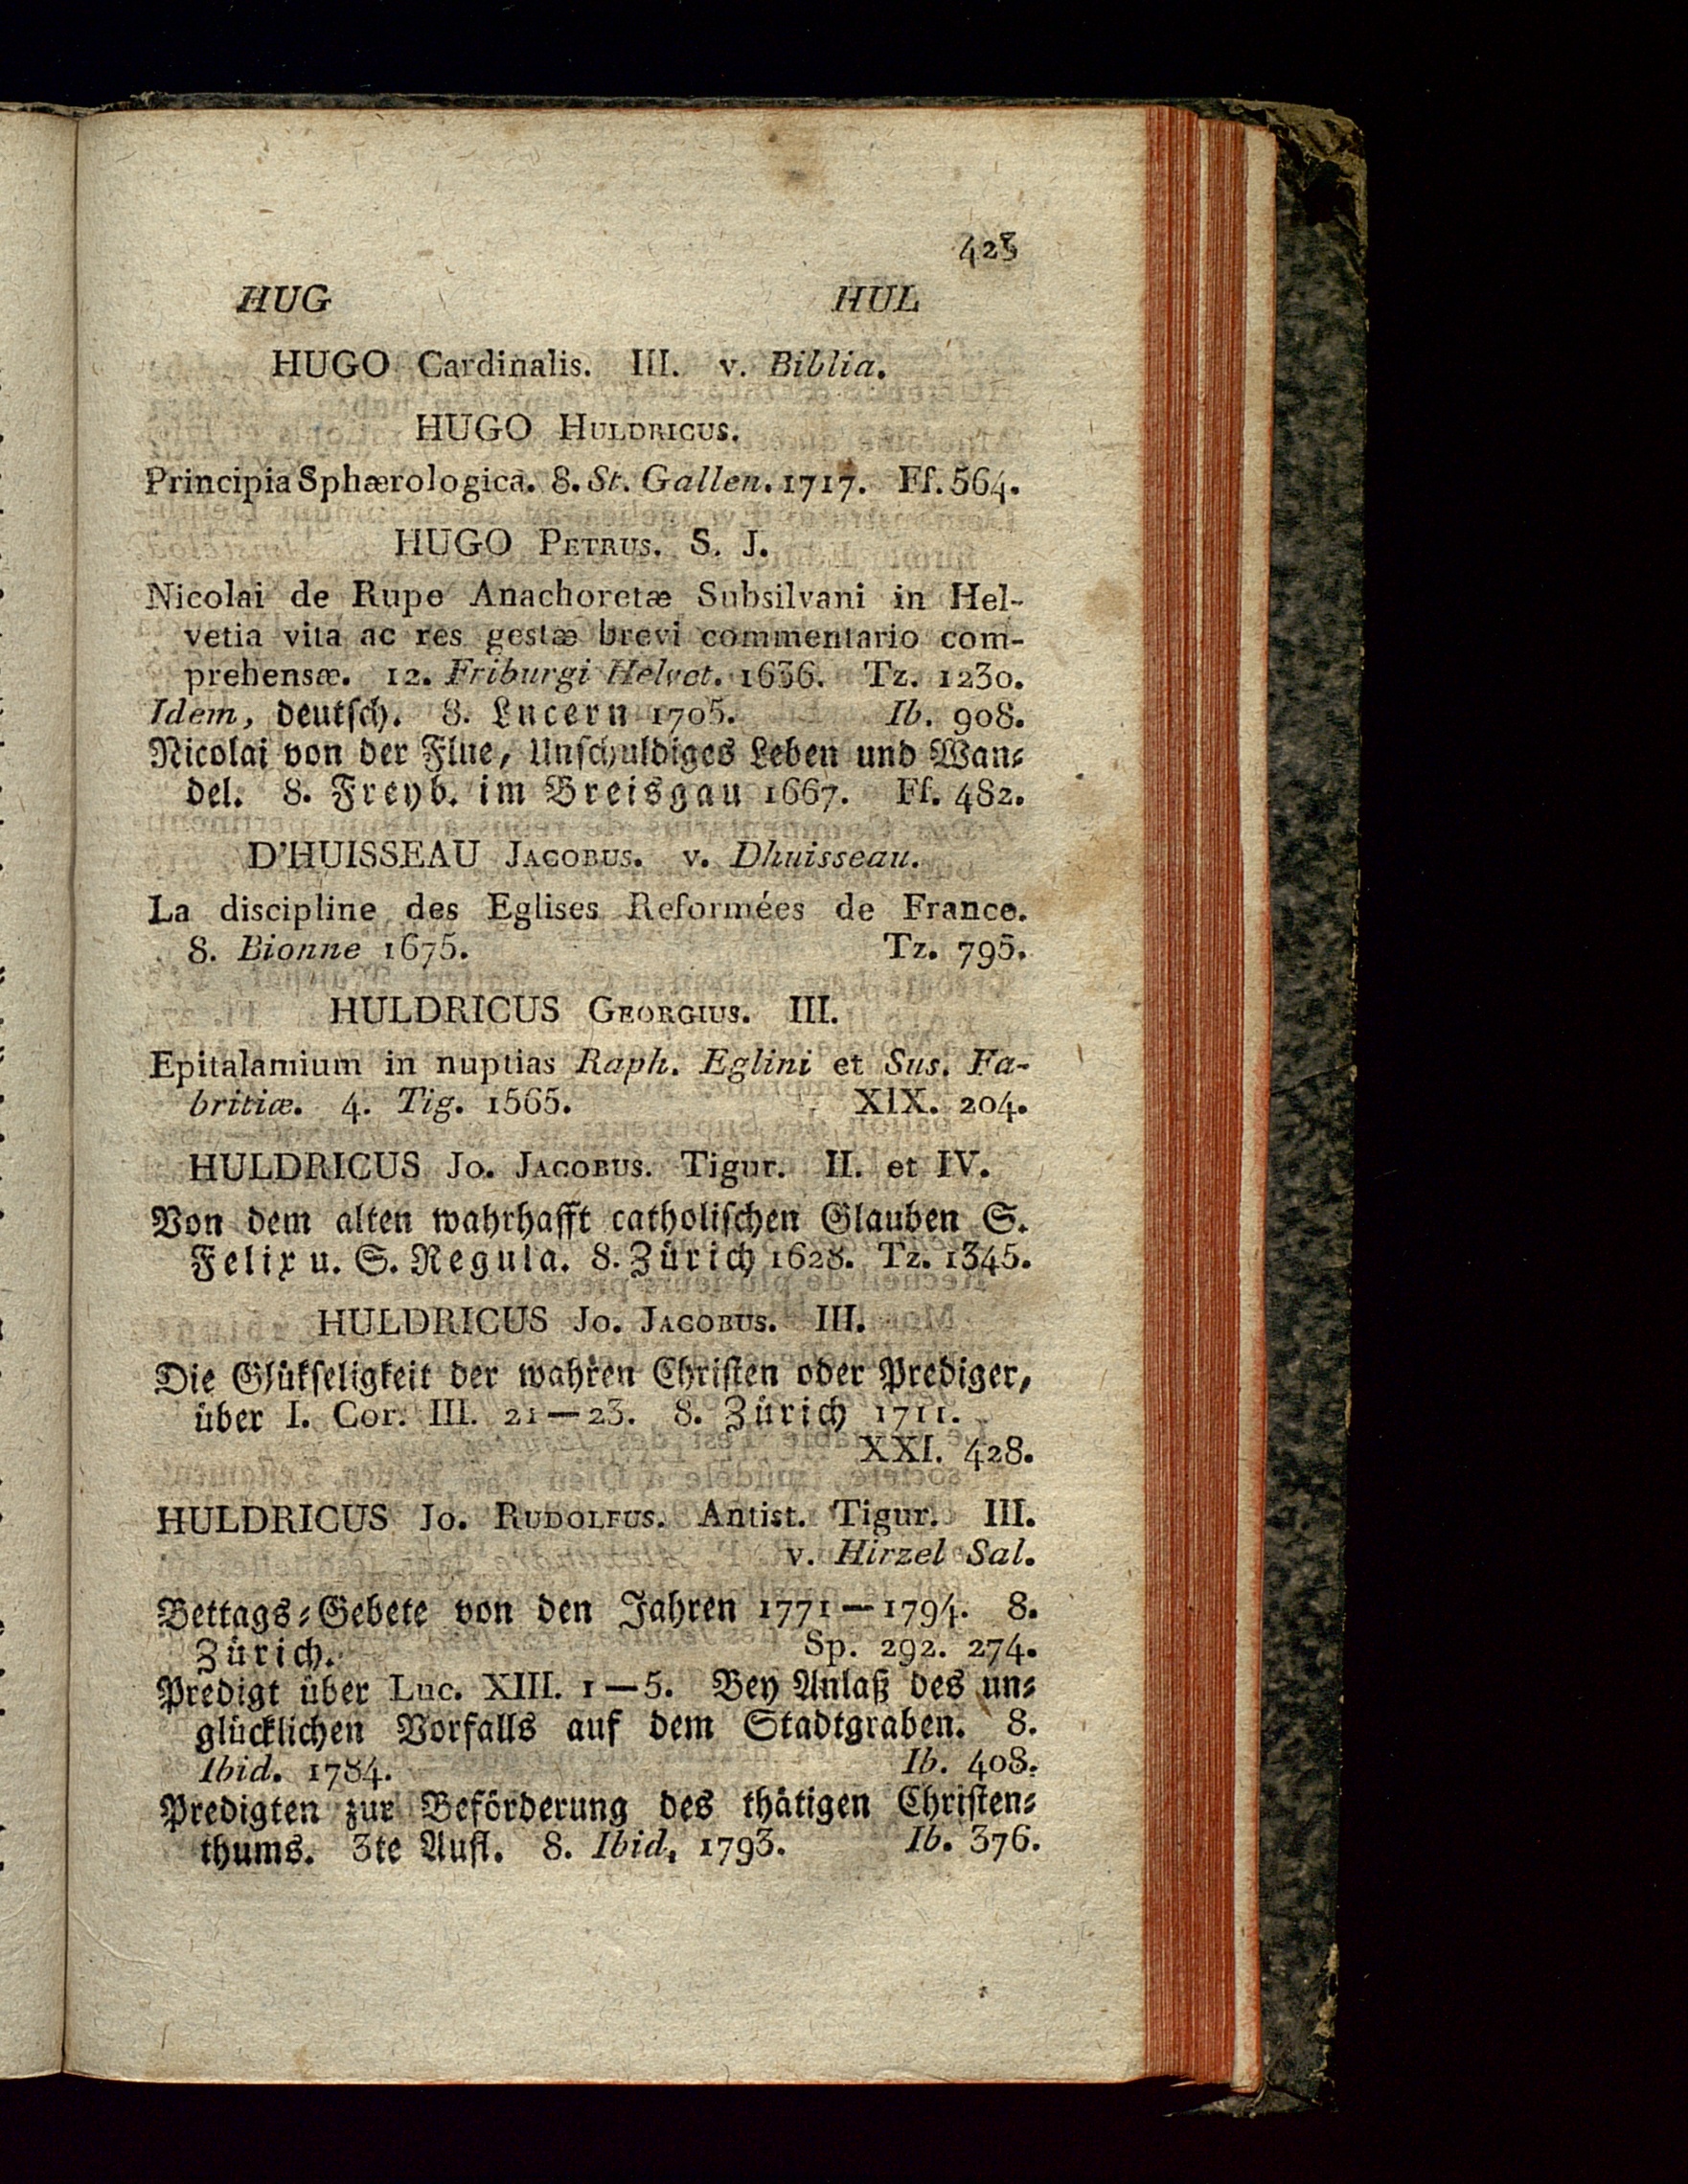 423
HUG HUL
HUGO Cardinalis. III. v. Biblia.
HUGO HULDRICUS.
Principia Sphærologica. 8. St. Gallen. 1717. Ff. 564.
HUGO PETRUS. S. J.
Nicolai de Rupe Anachoretæ Subsilvani in Hel-
vetia vita ac res gestæ brevi commentario com-
prehensæ. 12. Friburgi Helvet. 1636. Tz. 1230.
Idem, deutſch. 8. Lucern 1705. Ib. 908.
Nicolai von der Flue, Unſchuldiges Leben und Wan-
del. 8. Freyb. im Breisgau 1667. Ff. 482.
D'HUISSEAU JACOBUS. v. Dhuisseau.
La discipline des Eglises Reformées de France.
8. Bionne 1675. Tz. 795.
HULDRICUS GEORGIUS. III.
Epitalamium in nuptias Raph. Eglini et Sus. Fa-
britiæ. 4. Tig. 1565. XIX. 204.
HULDRICUS JO. JACOBUS. Tigur. II. et IV.
Von dem alten wahrhafft catholiſchen Glauben S.
Felix u. S. Regula. 8. Zürich 1628. Tz. 1345.
HULDRICUS JO. JACOBUS. III.
Die Glükſeligkeit der wahren Chriſten oder Prediger,
über I. Cor. III. 21—23. 8. Zürich 1711.
XXI. 428.
HULDRICUS JO. RUDOLFUS. Antist. Tigur. III.
v. Hirzel Sal.
Bettags-Gebete von den Jahren 1771—1794. 8.
Zürich. Sp. 292. 274.
Predigt über Luc. XIII. 1—5. Bey Anlaß des un-
glücklichen Vorfalls auf dem Stadtgraben. 8.
Ibid. 1784. Ib. 408.
Predigten zur Beförderung des thätigen Chriſten-
thums. 3te Aufl. 8. Ibid. 1793. Ib. 376.